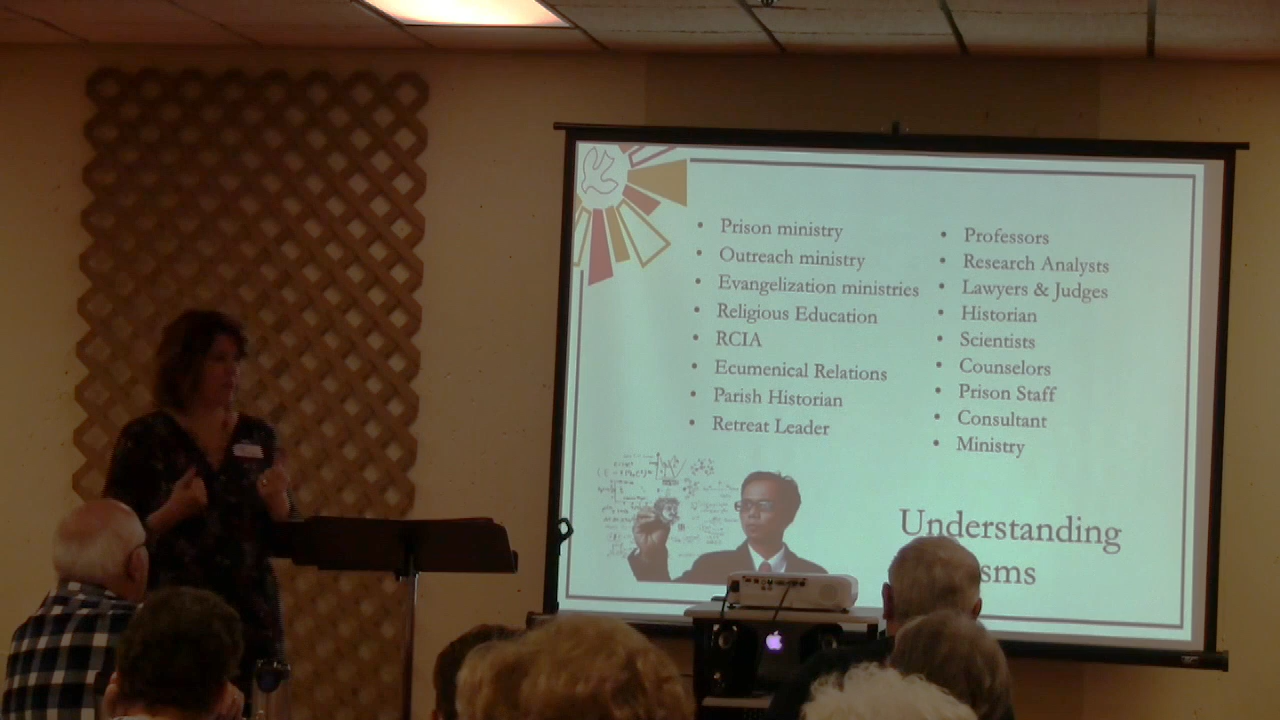 • Prison ministry
• Outreach ministry
• Evangelization ministries
• Religious Education
• RCIA
• Ecumenical Relations
• Parish Historian
• Retreat Leader
• Professors
• Research Analysts
• Lawyers & Judges
• Historian
• Scientists
• Counselors
• Prison Staff
• Consultant
• Ministry
Understanding
sms